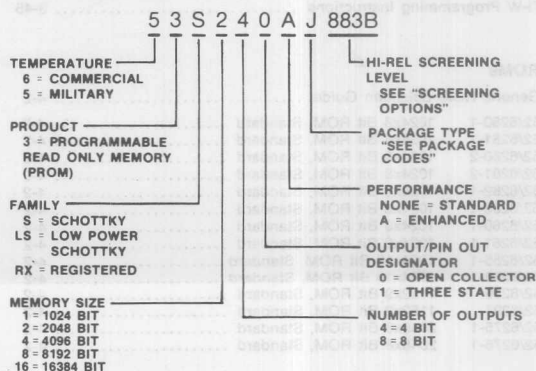 5 3 S 2 4 0 A J 883B
TEMPERATURE
6 = COMMERCIAL
5 = MILITARY
PRODUCT
3 = PROGRAMMABLE
READ ONLY MEMORY
(PROM)
FAMILY
S = SCHOTTKY
LS = LOW POWER
SCHOTTKY
RX = REGISTERED
MEMORY SIZE
1 = 1024 BIT
2 = 2048 BIT
4 = 4096 BIT
8 = 8192 BIT
16 = 16384 BIT
HI-REL SCREENING
LEVEL
SEE "SCREENING
OPTIONS"
PACKAGE TYPE
"SEE PACKAGE
CODES"
PERFORMANCE
NONE = STANDARD
A = ENHANCED
OUTPUT/PIN OUT
DESIGNATOR
0 = OPEN COLLECTOR
1 = THREE STATE
NUMBER OF OUTPUTS
4 = 4 BIT
8 = 8 BIT